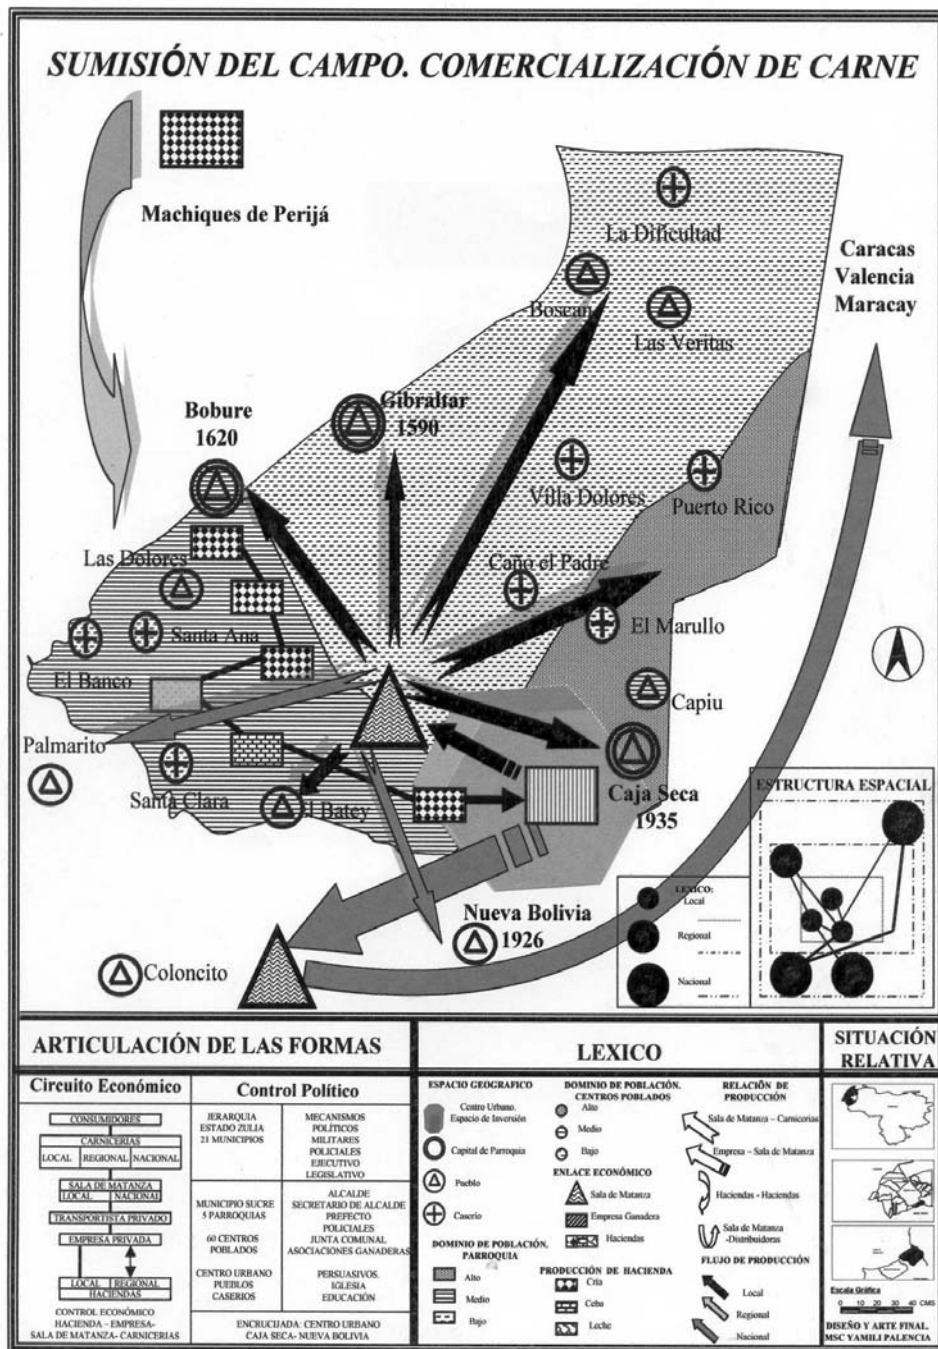 SUMISIÓN DEL CAMPO. COMERCIALIZACIÓN DE CARNE
Machiques de Perijá
La Dificultad
Caracas
Valencia
Maracay
Boscan
Las Veritas
Gibraltar
1590
Bobure
1620
Villa Dolores
Puerto Rico
Las Dolores
Caño el Padre
Santa Ana
El Marullo
El Banco
Capiu
Palmarito
Santa Clara
El Batey
Caja Seca
1935
ESTRUCTURA ESPACIAL
LEXICO:
Local
Regional
Nacional
Nueva Bolivia
1926
Coloncito
ARTICULACIÓN DE LAS FORMAS
Circuito Económico
CONSUMIDORES
CARNICERIAS
LOCAL REGIONAL NACIONAL
SALA DE MATANZA
LOCAL NACIONAL
TRANSPORTISTA PRIVADO
EMPRESA PRIVADA
LOCAL REGIONAL
HACIENDAS
CONTROL ECONÓMICO
HACIENDA – EMPRESA-
SALA DE MATANZA- CARNICERIAS
Control Político
JERARQUIA
ESTADO ZULIA
21 MUNICIPIOS
MECANISMOS
POLÍTICOS
MILITARES
POLICIALES
EJECUTIVO
LEGISLATIVO
MUNICIPIO SUCRE
5 PARROQUIAS
60 CENTROS
POBLADOS
CENTRO URBANO
PUEBLOS
CASERIOS
ALCALDE
SECRETARIO DE ALCALDE
PREFECTO
POLICIALES
JUNTA COMUNAL
ASOCIACIONES GANADERAS
PERSUASIVOS.
IGLESIA
EDUCACIÓN
ENCRUCIJADA: CENTRO URBANO
CAJA SECA- NUEVA BOLIVIA
LEXICO
ESPACIO GEOGRAFICO
Centro Urbano.
Espacio de Inversión
Capital de Parroquia
Pueblo
Caserío
DOMINIO DE POBLACIÓN.
PARROQUIA
Alto
Medio
Bajo
DOMINIO DE POBLACIÓN.
CENTROS POBLADOS
Alto
Medio
Bajo
ENLACE ECONÓMICO
Sala de Matanza
Empresa Ganadera
Haciendas
PRODUCCIÓN DE HACIENDA
Cría
Ceba
Leche
RELACIÓN DE
PRODUCCIÓN
Sala de Matanza – Carnicerias
Empresa – Sala de Matanza
Haciendas - Haciendas
Sala de Matanza
-Distribuidoras
FLUJO DE PRODUCCIÓN
Local
Regional
Nacional
SITUACIÓN
RELATIVA
Escala Gráfica
0 10 20 30 40 CMS
DISEÑO Y ARTE FINAL.
MSC YAMILI PALENCIA